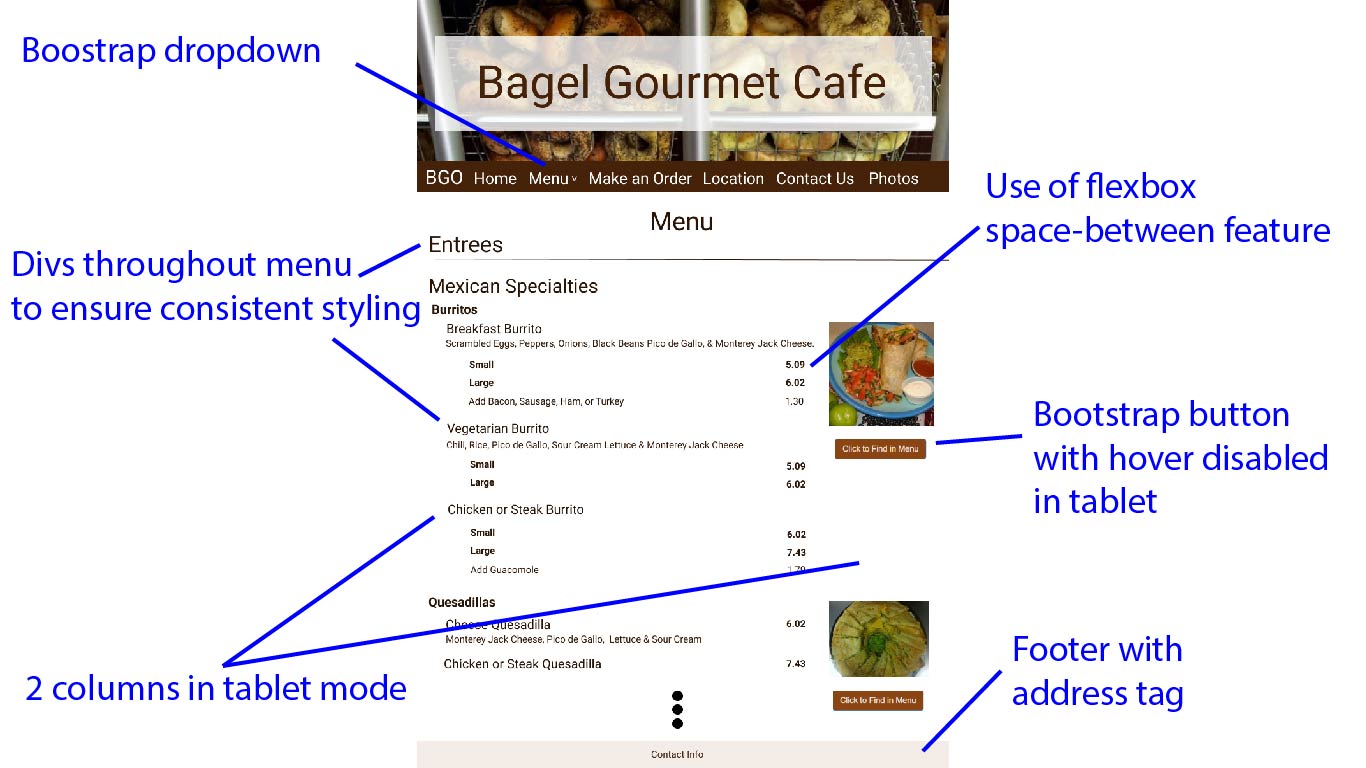 Boostrap dropdown
Bagel Gourmet Cafe
BGO Home Menu ˅ Make an Order Location Contact Us Photos
Use of flexbox
space-between feature
Menu
Entrees
Divs throughout menu
to ensure consistent styling
Mexican Specialties
Burritos
Breakfast Burrito
Scrambled Eggs, Peppers, Onions, Black Beans Pico de Gallo, & Monterey Jack Cheese.
Small 5.09
Large 6.02
Add Bacon, Sausage, Ham, or Turkey 1.30
Vegetarian Burrito
Chili, Rice, Pico de Gallo, Sour Cream Lettuce & Monterey Jack Cheese
Small 5.09
Large 6.02
Click to Find in Menu
Bootstrap button
with hover disabled
in tablet
Chicken or Steak Burrito
Small 6.02
Large 7.43
Add Guacomole
Quesadillas
Cheese Quesadilla 6.02
Monterey Jack Cheese, Pico de Gallo, Lettuce & Sour Cream
Chicken or Steak Quesadilla 7.43
Click to Find in Menu
2 columns in tablet mode
Footer with
address tag
Contact Info